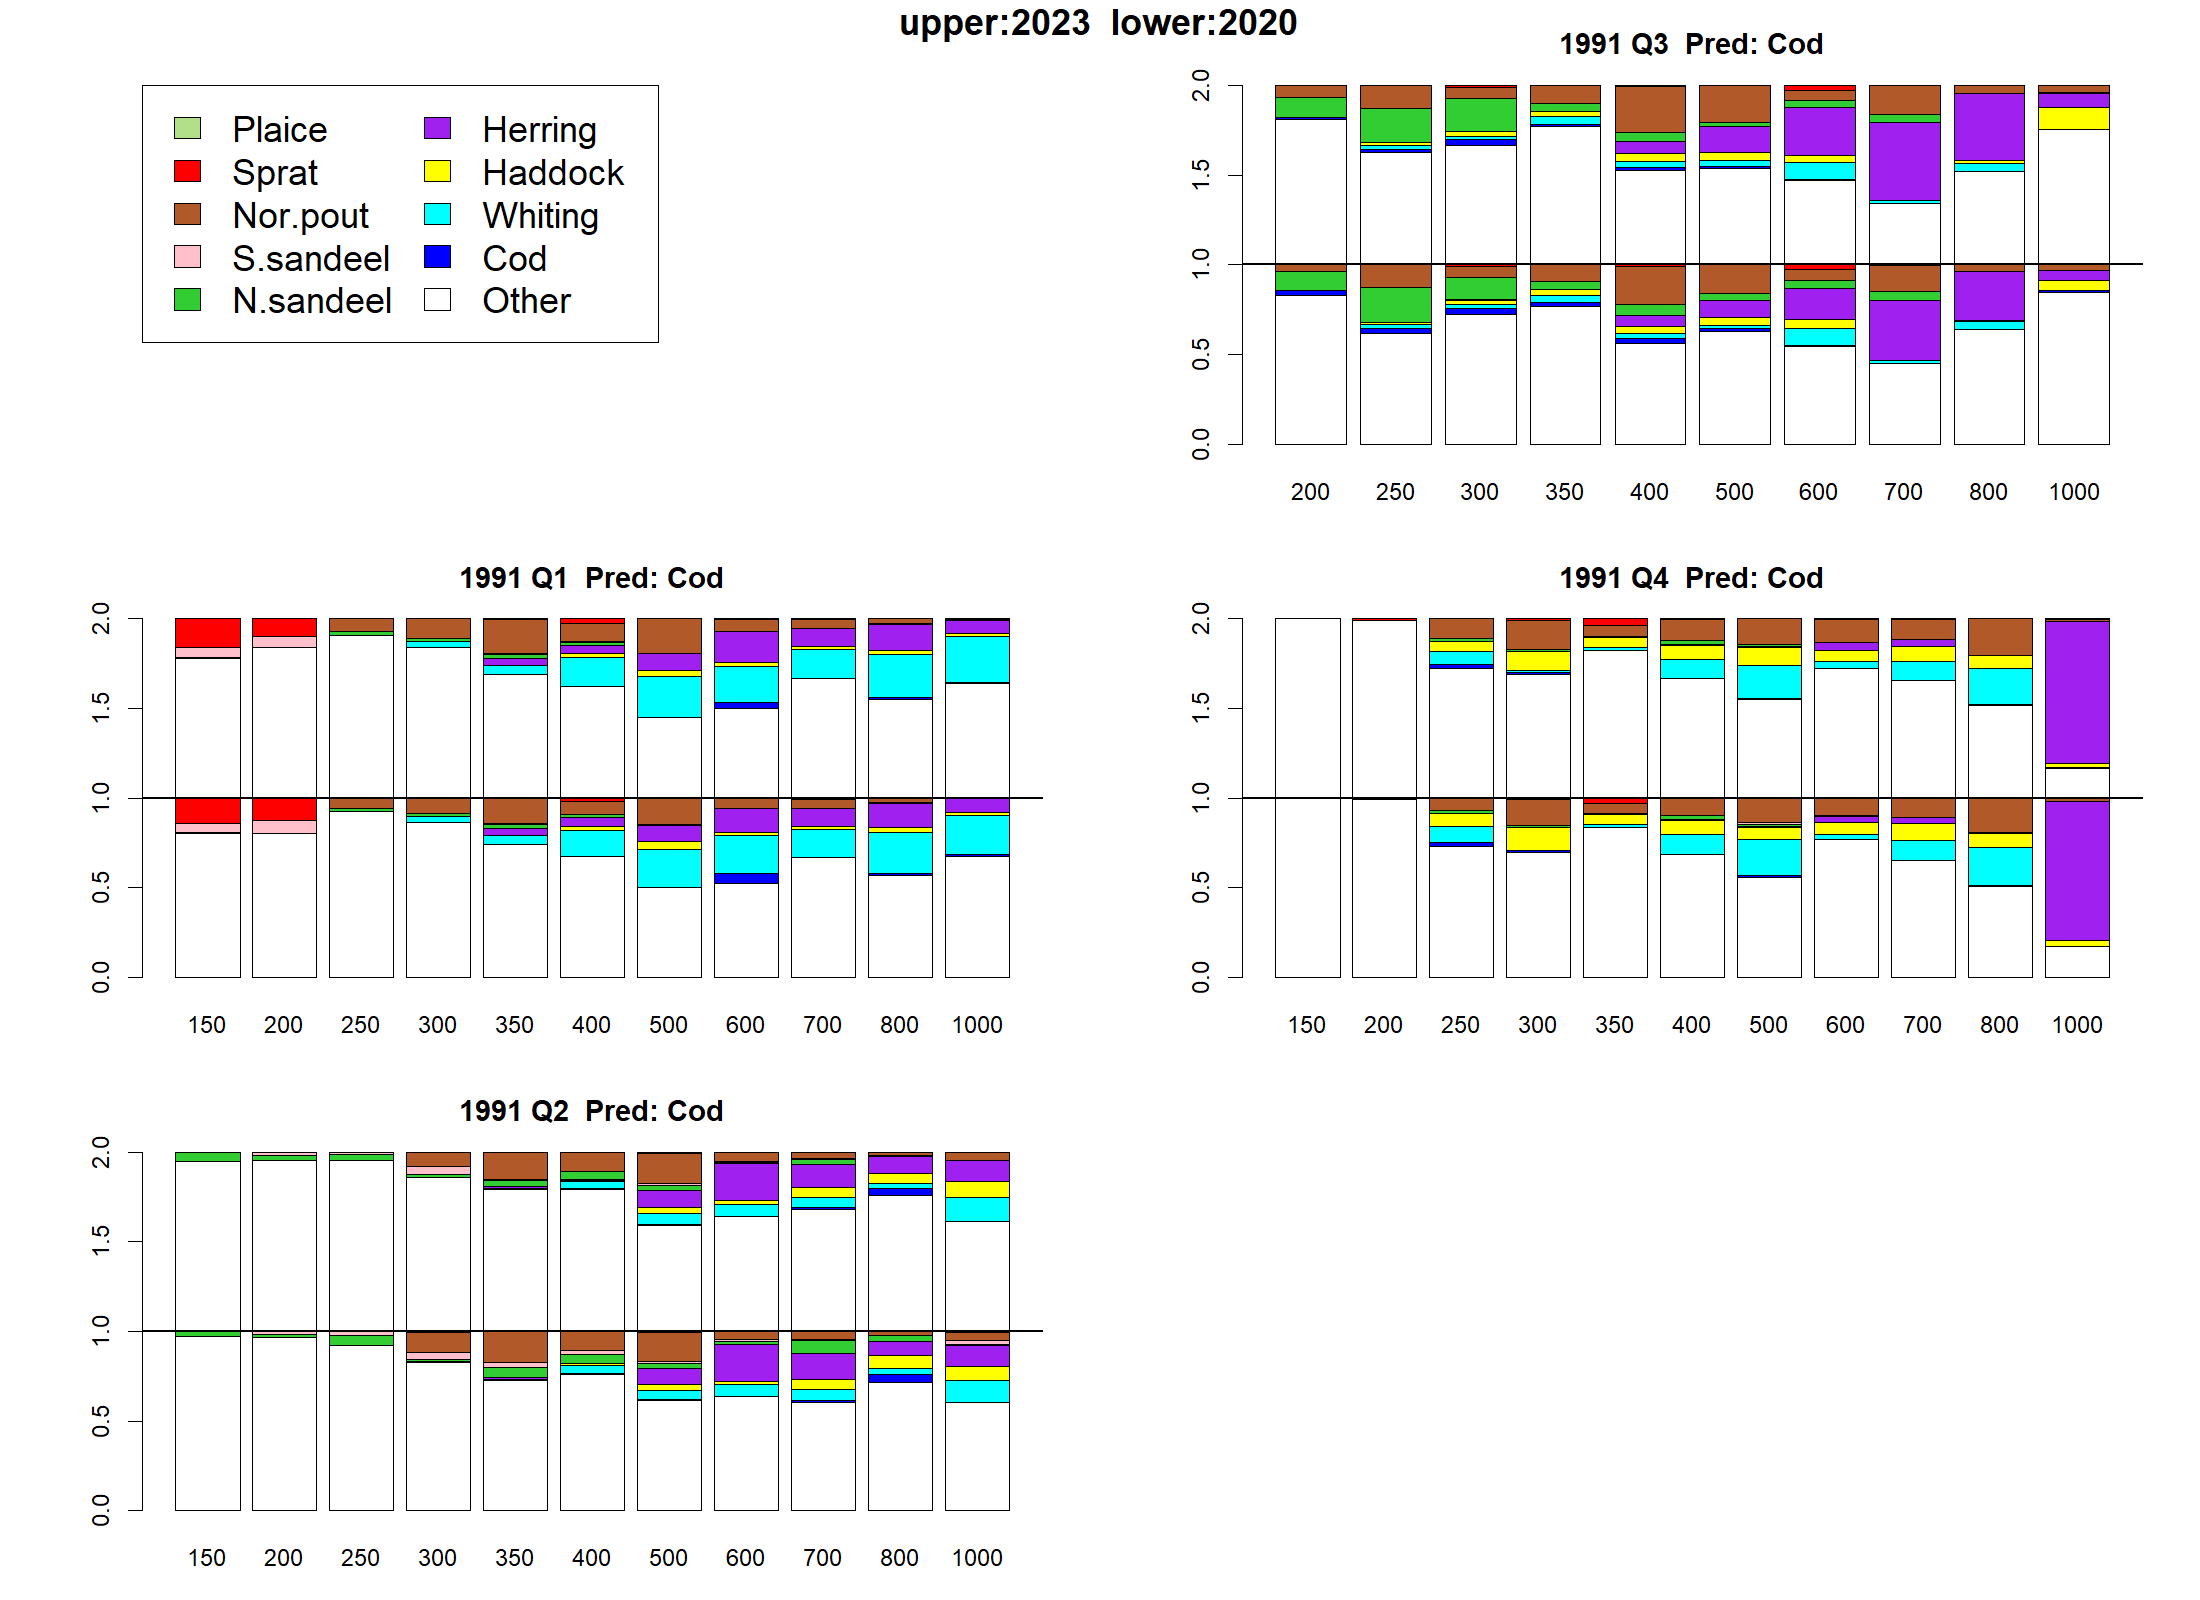 upper:2023  lower:2020
Plaice
Sprat
Nor.pout
S.sandeel
N.sandeel
Herring
Haddock
Whiting
Cod
Other
1991 Q3  Pred: Cod
2.0
1.5
1.0
0.5
0.0
200 250 300 350 400 500 600 700 800 1000
1991 Q1  Pred: Cod
2.0
1.5
1.0
0.5
0.0
150 200 250 300 350 400 500 600 700 800 1000
1991 Q4  Pred: Cod
2.0
1.5
1.0
0.5
0.0
150 200 250 300 350 400 500 600 700 800 1000
1991 Q2  Pred: Cod
2.0
1.5
1.0
0.5
0.0
150 200 250 300 350 400 500 600 700 800 1000